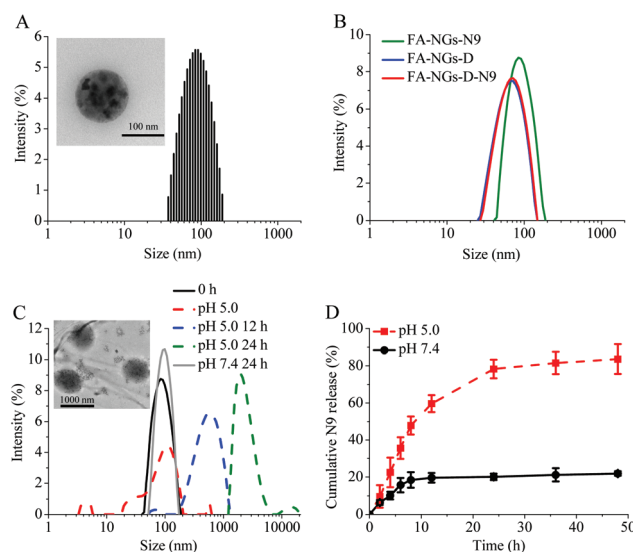 A
B
6
5
4
3
2
1
0
Intensity (%)
100 nm
1
10
100
1000
Size (nm)
FA-NGs-N9
FA-NGs-D
FA-NGs-D-N9
10
8
6
4
2
0
Intensity (%)
1
10
100
1000
Size (nm)
C
0 h
pH 5.0
pH 5.0 12 h
pH 5.0 24 h
pH 7.4 24 h
12
10
8
6
4
2
0
Intensity (%)
1000 nm
1
10
100
1000
10000
Size (nm)
D
pH 5.0
pH 7.4
100
80
60
40
20
0
Cumulative N9 release (%)
0
10
20
30
40
50
Time (h)